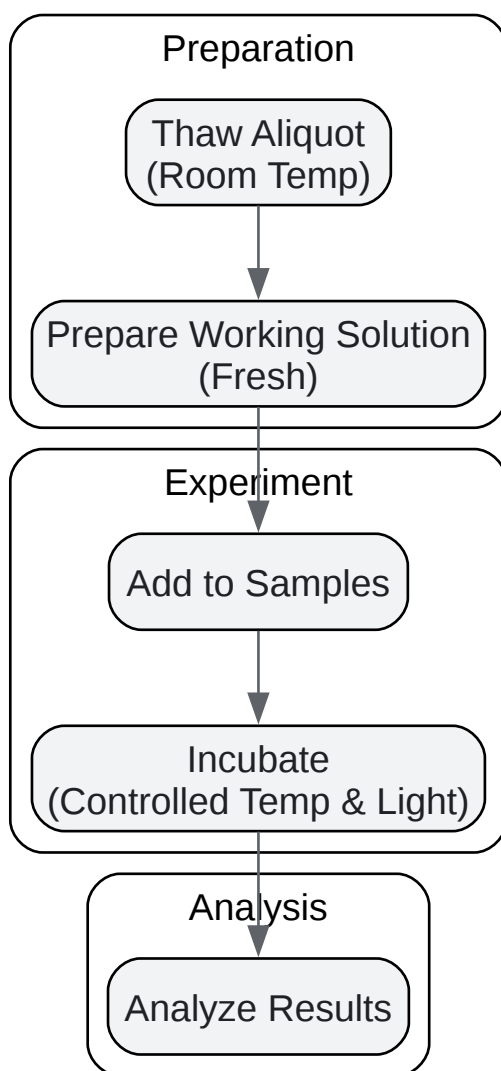 Preparation
Thaw Aliquot
(Room Temp)
Prepare Working Solution
(Fresh)
Experiment
Add to Samples
Incubate
(Controlled Temp & Light)
Analysis
Analyze Results